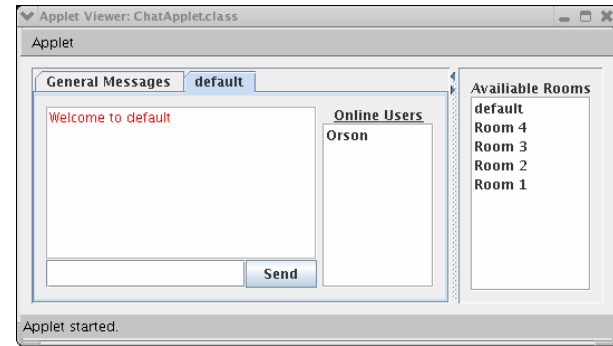 Applet Viewer: ChatApplet.class
Applet
General Messages
default
Welcome to default
Send
Online Users
Orson
Availiable Rooms
default
Room 4
Room 3
Room 2
Room 1
Applet started.